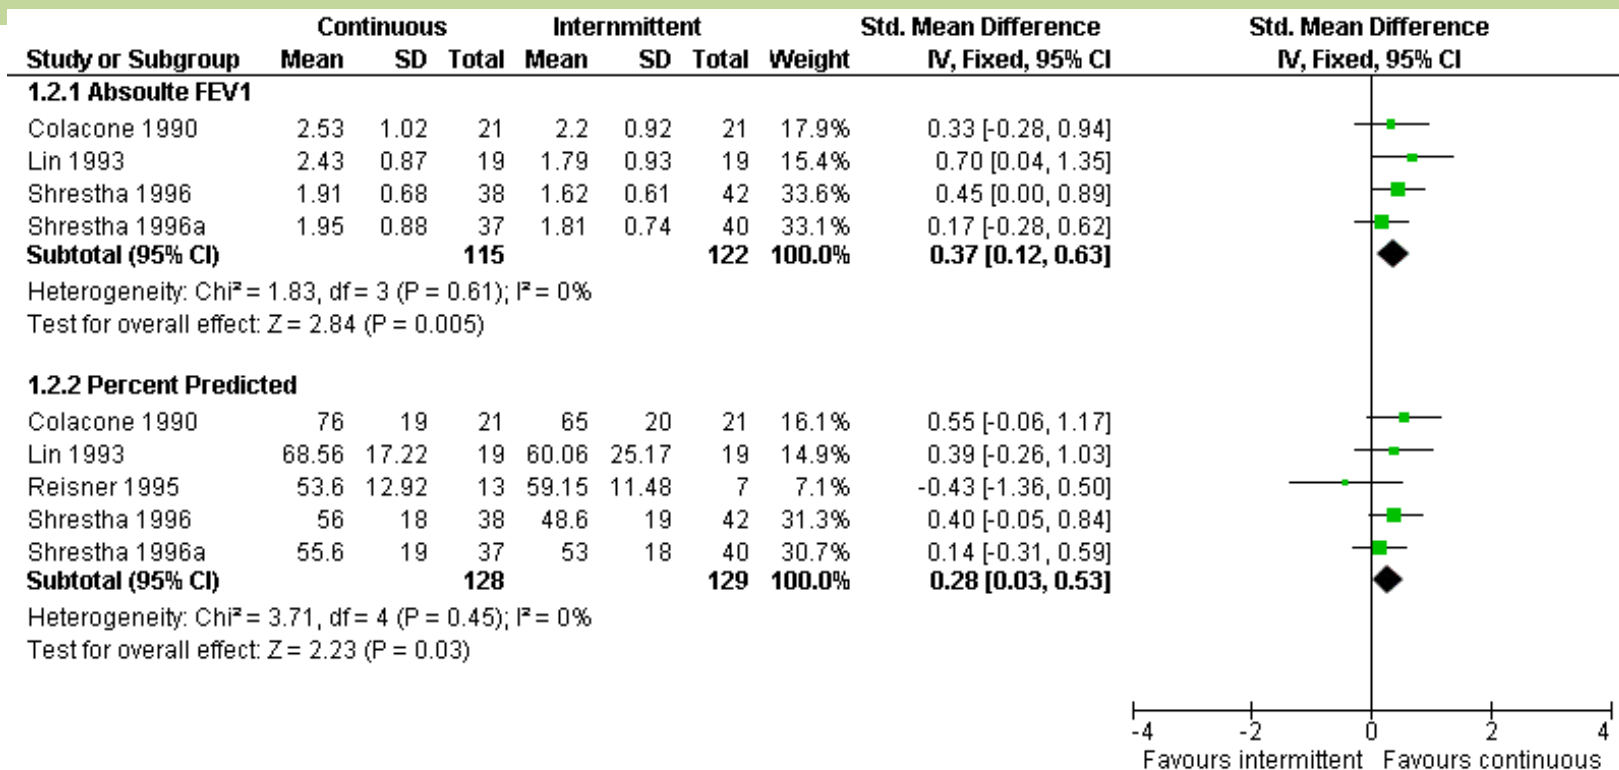 Continuous Internmittent Std. Mean Difference Std. Mean Difference
Study or Subgroup Mean SD Total Mean SD Total Weight IV, Fixed, 95% CI IV, Fixed, 95% CI
1.2.1 Absoulte FEV1
Colacone 1990 2.53 1.02 21 2.2 0.92 21 17.9% 0.33 [-0.28, 0.94]
Lin 1993 2.43 0.87 19 1.79 0.93 19 15.4% 0.70 [0.04, 1.35]
Shrestha 1996 1.91 0.68 38 1.62 0.61 42 33.6% 0.45 [0.00, 0.89]
Shrestha 1996a 1.95 0.88 37 1.81 0.74 40 33.1% 0.17 [-0.28, 0.62]
Subtotal (95% CI) 115 122 100.0% 0.37 [0.12, 0.63]
Heterogeneity: Chi² = 1.83, df = 3 (P = 0.61); I² = 0%
Test for overall effect: Z = 2.84 (P = 0.005)
1.2.2 Percent Predicted
Colacone 1990 76 19 21 65 20 21 16.1% 0.55 [-0.06, 1.17]
Lin 1993 68.56 17.22 19 60.06 25.17 19 14.9% 0.39 [-0.26, 1.03]
Reisner 1995 53.6 12.92 13 59.15 11.48 7 7.1% -0.43 [-1.36, 0.50]
Shrestha 1996 56 18 38 48.6 19 42 31.3% 0.40 [-0.05, 0.84]
Shrestha 1996a 55.6 19 37 53 18 40 30.7% 0.14 [-0.31, 0.59]
Subtotal (95% CI) 128 129 100.0% 0.28 [0.03, 0.53]
Heterogeneity: Chi² = 3.71, df = 4 (P = 0.45); I² = 0%
Test for overall effect: Z = 2.23 (P = 0.03)
-4 -2 0 2 4
Favours intermittent Favours continuous